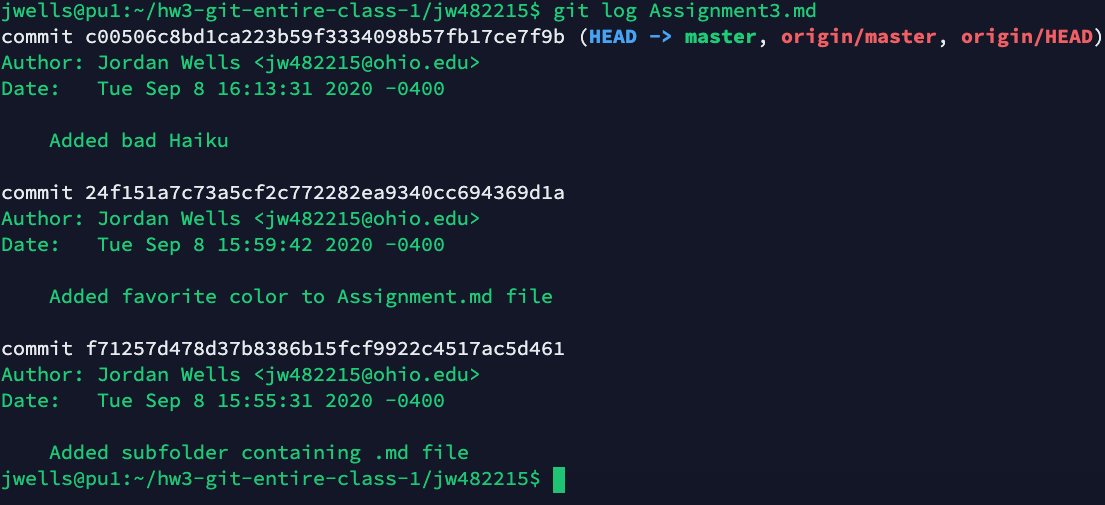 jwells@pu1:~/hw3-git-entire-class-1/jw482215$ git log Assignment3.md
commit c00506c8bd1ca223b59f3334098b57fb17ce7f9b (HEAD -> master, origin/master, origin/HEAD)
Author: Jordan Wells <jw482215@ohio.edu>
Date:   Tue Sep 8 16:13:31 2020 -0400
    Added bad Haiku
commit 24f151a7c73a5cf2c772282ea9340cc694369d1a
Author: Jordan Wells <jw482215@ohio.edu>
Date:   Tue Sep 8 15:59:42 2020 -0400
    Added favorite color to Assignment.md file
commit f71257d478d37b8386b15fcf9922c4517ac5d461
Author: Jordan Wells <jw482215@ohio.edu>
Date:   Tue Sep 8 15:55:31 2020 -0400
    Added subfolder containing .md file
jwells@pu1:~/hw3-git-entire-class-1/jw482215$